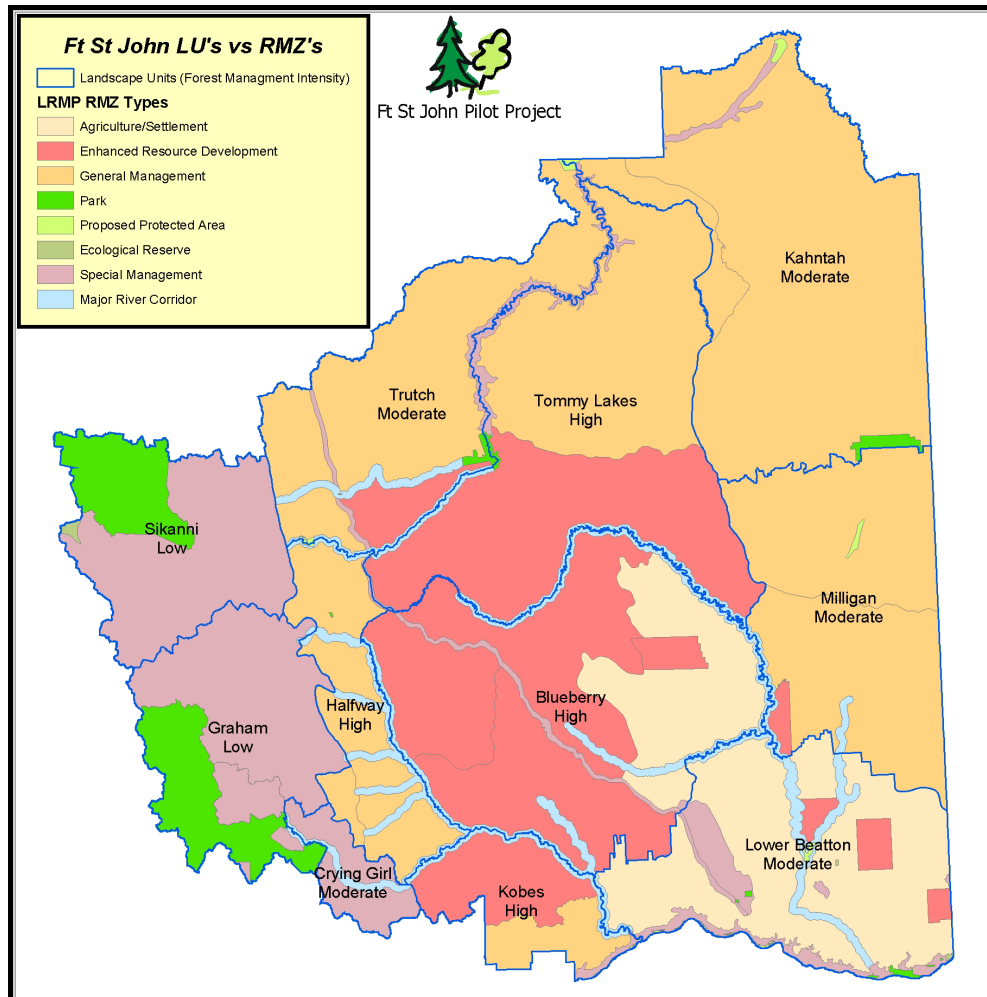 Ft St John LU's vs RMZ's
Landscape Units (Forest Managment Intensity)
LRMP RMZ Types
Agriculture/Settlement
Enhanced Resource Development
General Management
Park
Proposed Protected Area
Ecological Reserve
Special Management
Major River Corridor
Ft St John Pilot Project
Kahntah
Moderate
Trutch
Moderate
Tommy Lakes
High
Sikanni
Low
Milligan
Moderate
Halfway
High
Blueberry
High
Graham
Low
Lower Beatton
Moderate
Crying Girl
Moderate
Kobes
High